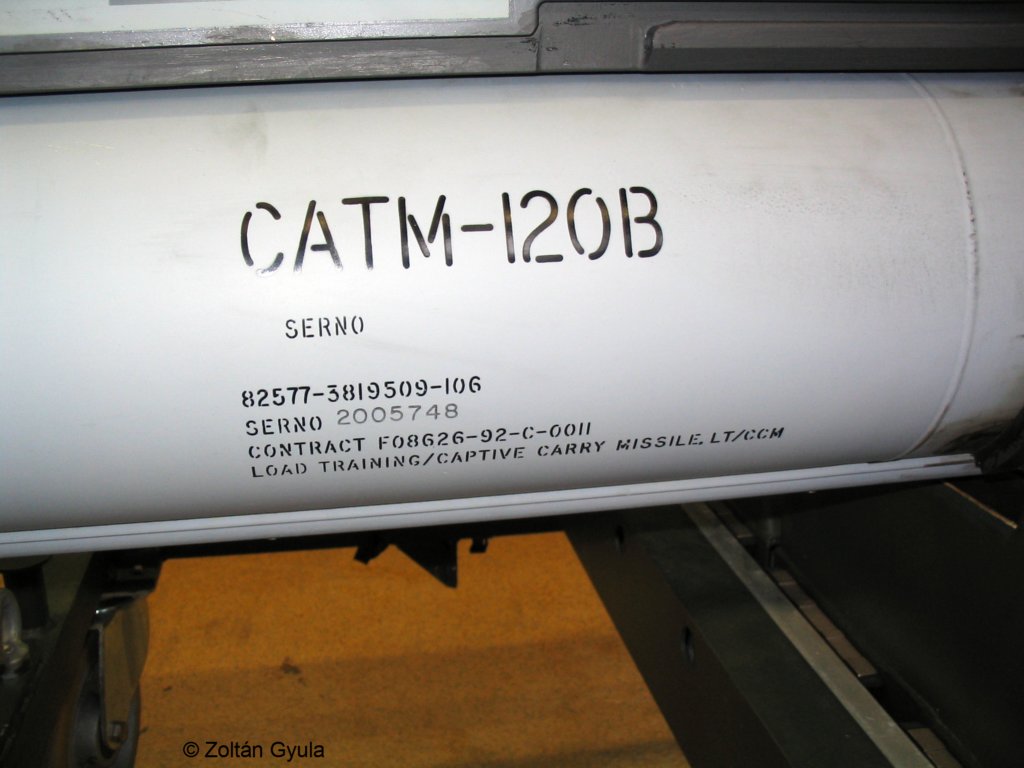 CATM-120B
SERNO
82577-3819509-106
SERNO 2005748
CONTRACT F08626-92-C-0011
LOAD TRAINING/CAPTIVE CARRY MISSILE, LT/CCM
© Zoltán Gyula